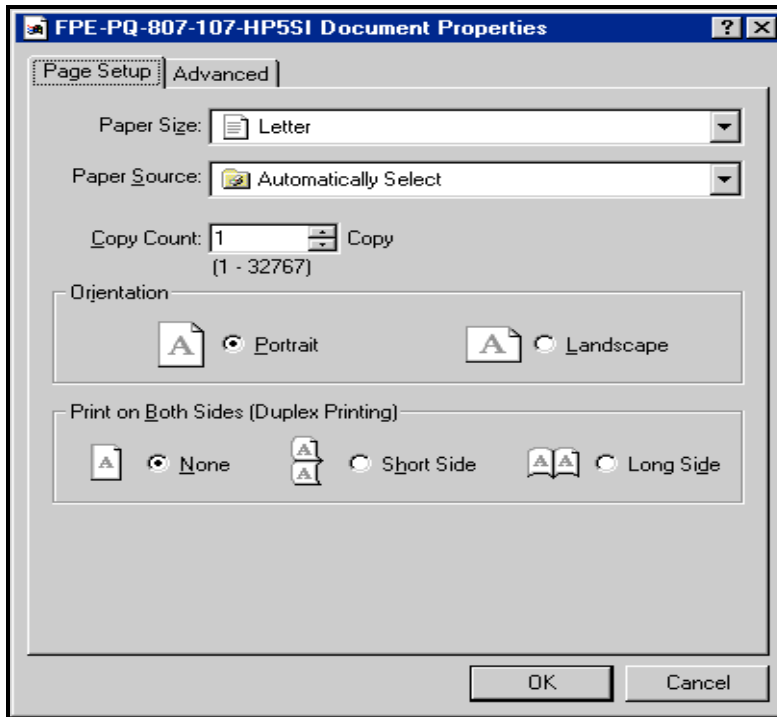 FPE-PQ-807-107-HP5SI Document Properties
Page Setup Advanced
Paper Size: Letter
Paper Source: Automatically Select
Copy Count: 1 Copy
(1 - 32767)
Orientation
A Portrait A Landscape
Print on Both Sides (Duplex Printing)
A None A A Short Side A A Long Side
OK Cancel